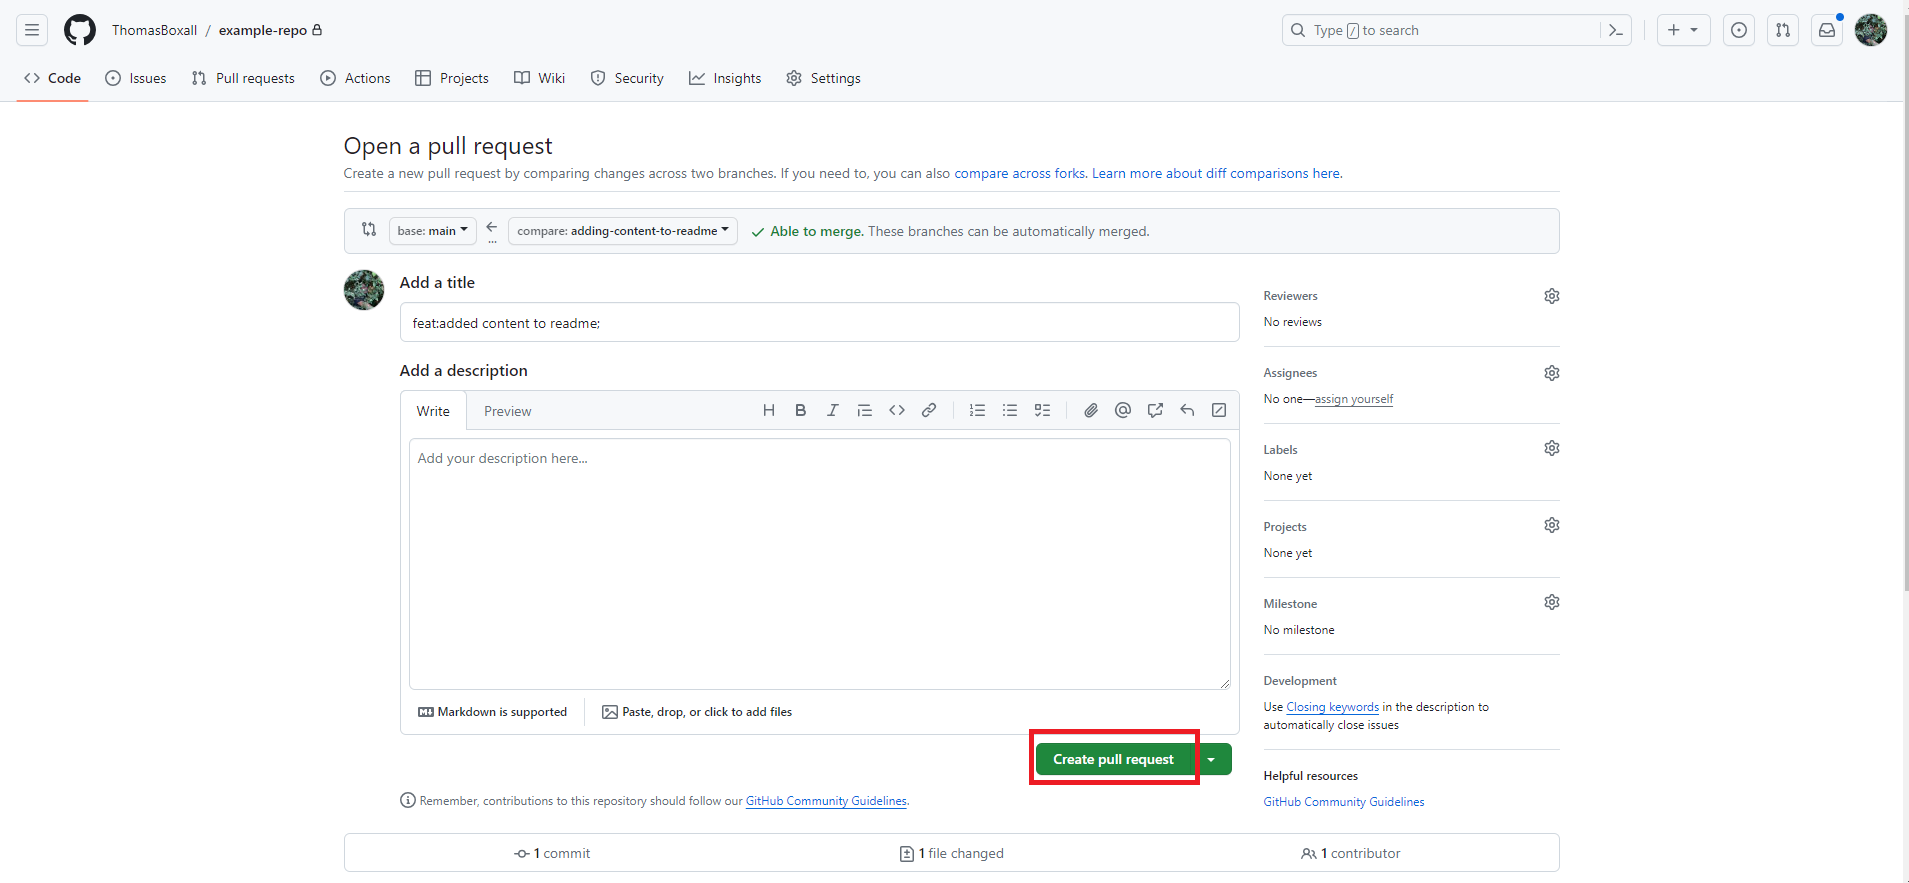 ThomasBoxall / example-repo
Type / to search
Code Issues Pull requests Actions Projects Wiki Security Insights Settings
Open a pull request
Create a new pull request by comparing changes across two branches. If you need to, you can also compare across forks. Learn more about diff comparisons here.
base: main
...
compare: adding-content-to-readme
Able to merge. These branches can be automatically merged.
Add a title
feat:added content to readme;
Add a description
Write Preview
Add your description here...
Markdown is supported
Paste, drop, or click to add files
Create pull request
Remember, contributions to this repository should follow our GitHub Community Guidelines.
Reviewers
No reviews
Assignees
No one—assign yourself
Labels
None yet
Projects
None yet
Milestone
No milestone
Development
Use Closing keywords in the description to
automatically close issues
Helpful resources
GitHub Community Guidelines
1 commit
1 file changed
1 contributor